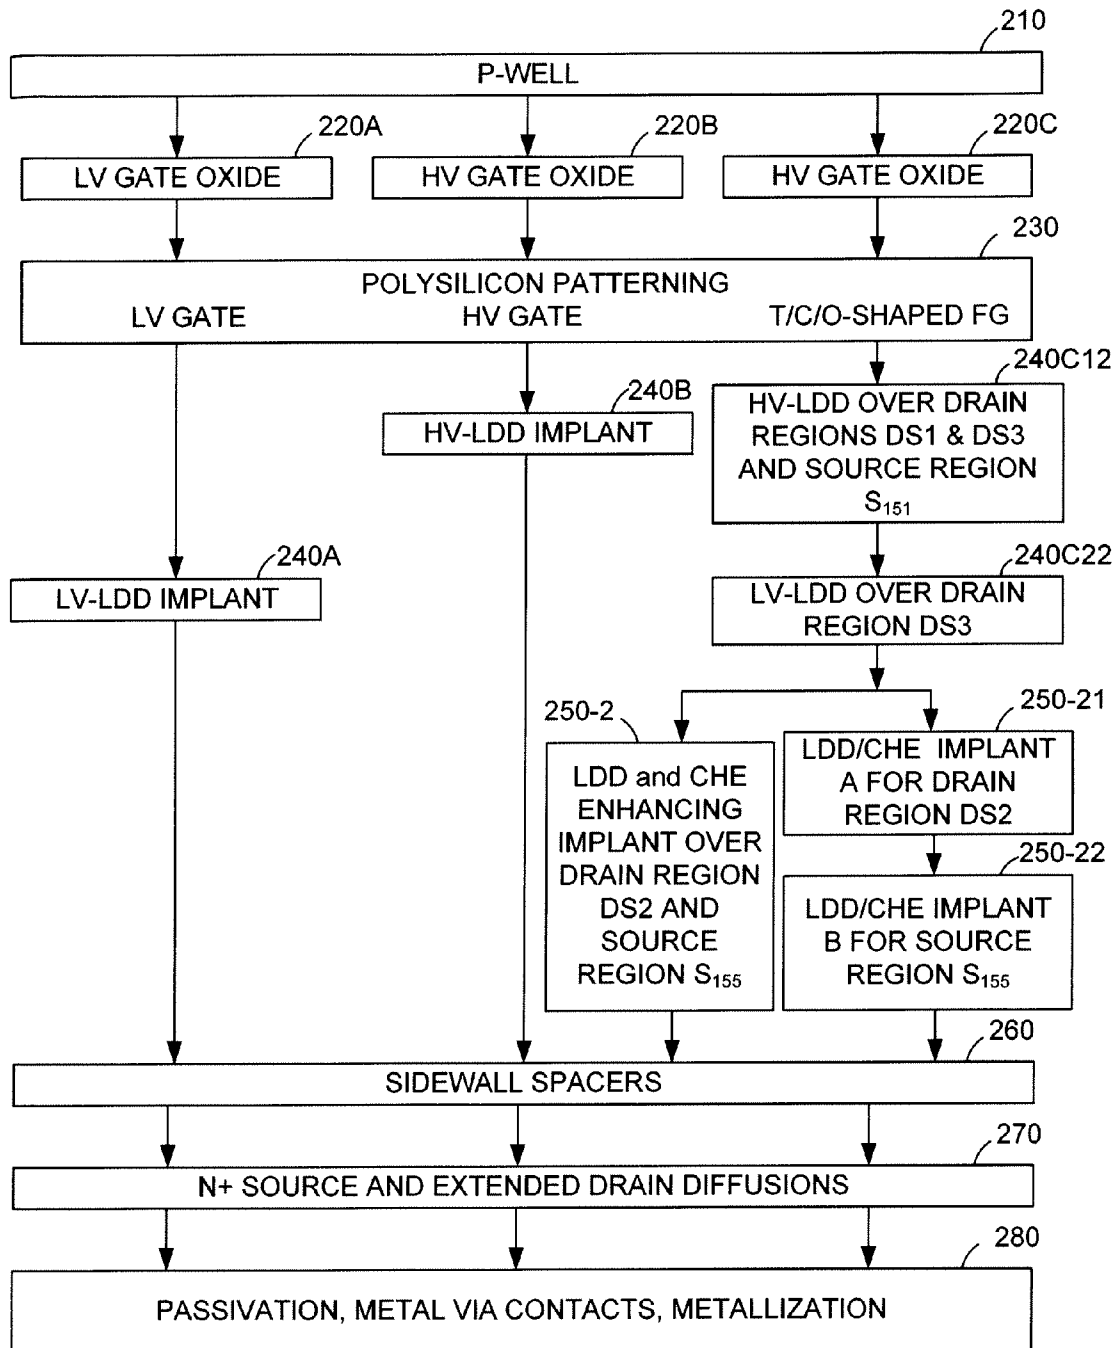 210
P-WELL
220A
220B
220C
LV GATE OXIDE
HV GATE OXIDE
HV GATE OXIDE
230
POLYSILICON PATTERNING
LV GATE
HV GATE
T/C/O-SHAPED FG
240C12
240B
HV-LDD OVER DRAIN
REGIONS DS1 & DS3
AND SOURCE REGION
S151
HV-LDD IMPLANT
240A
240C22
LV-LDD IMPLANT
LV-LDD OVER DRAIN
REGION DS3
250-2
250-21
LDD and CHE
ENHANCING
IMPLANT OVER
DRAIN REGION
DS2 AND
SOURCE
REGION S155
LDD/CHE IMPLANT
A FOR DRAIN
REGION DS2
250-22
LDD/CHE IMPLANT
B FOR SOURCE
REGION S155
260
SIDEWALL SPACERS
270
N+ SOURCE AND EXTENDED DRAIN DIFFUSIONS
280
PASSIVATION, METAL VIA CONTACTS, METALLIZATION